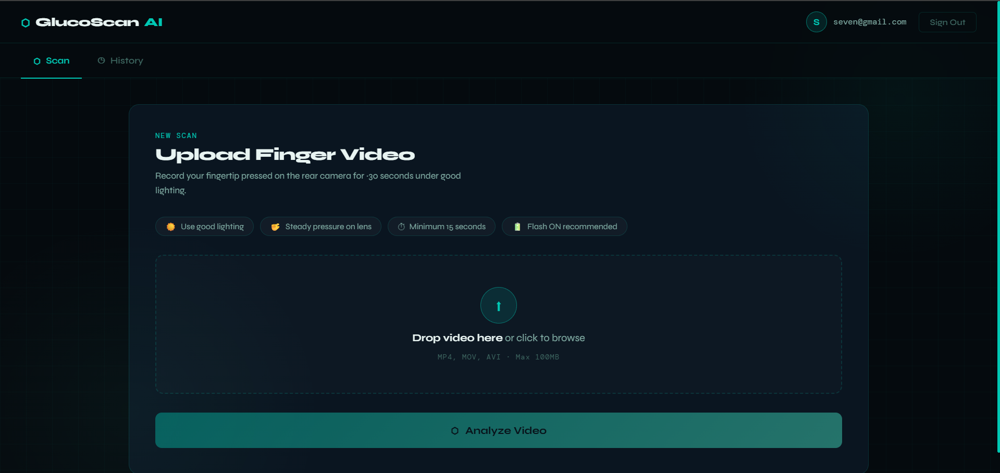 GlucoScan AI
S seven@gmail.com Sign Out
Scan History
NEW SCAN
Upload Finger Video
Record your fingertip pressed on the rear camera for ~30 seconds under good
lighting.
Use good lighting Steady pressure on lens Minimum 15 seconds Flash ON recommended
Drop video here or click to browse
MP4, MOV, AVI · Max 100MB
Analyze Video